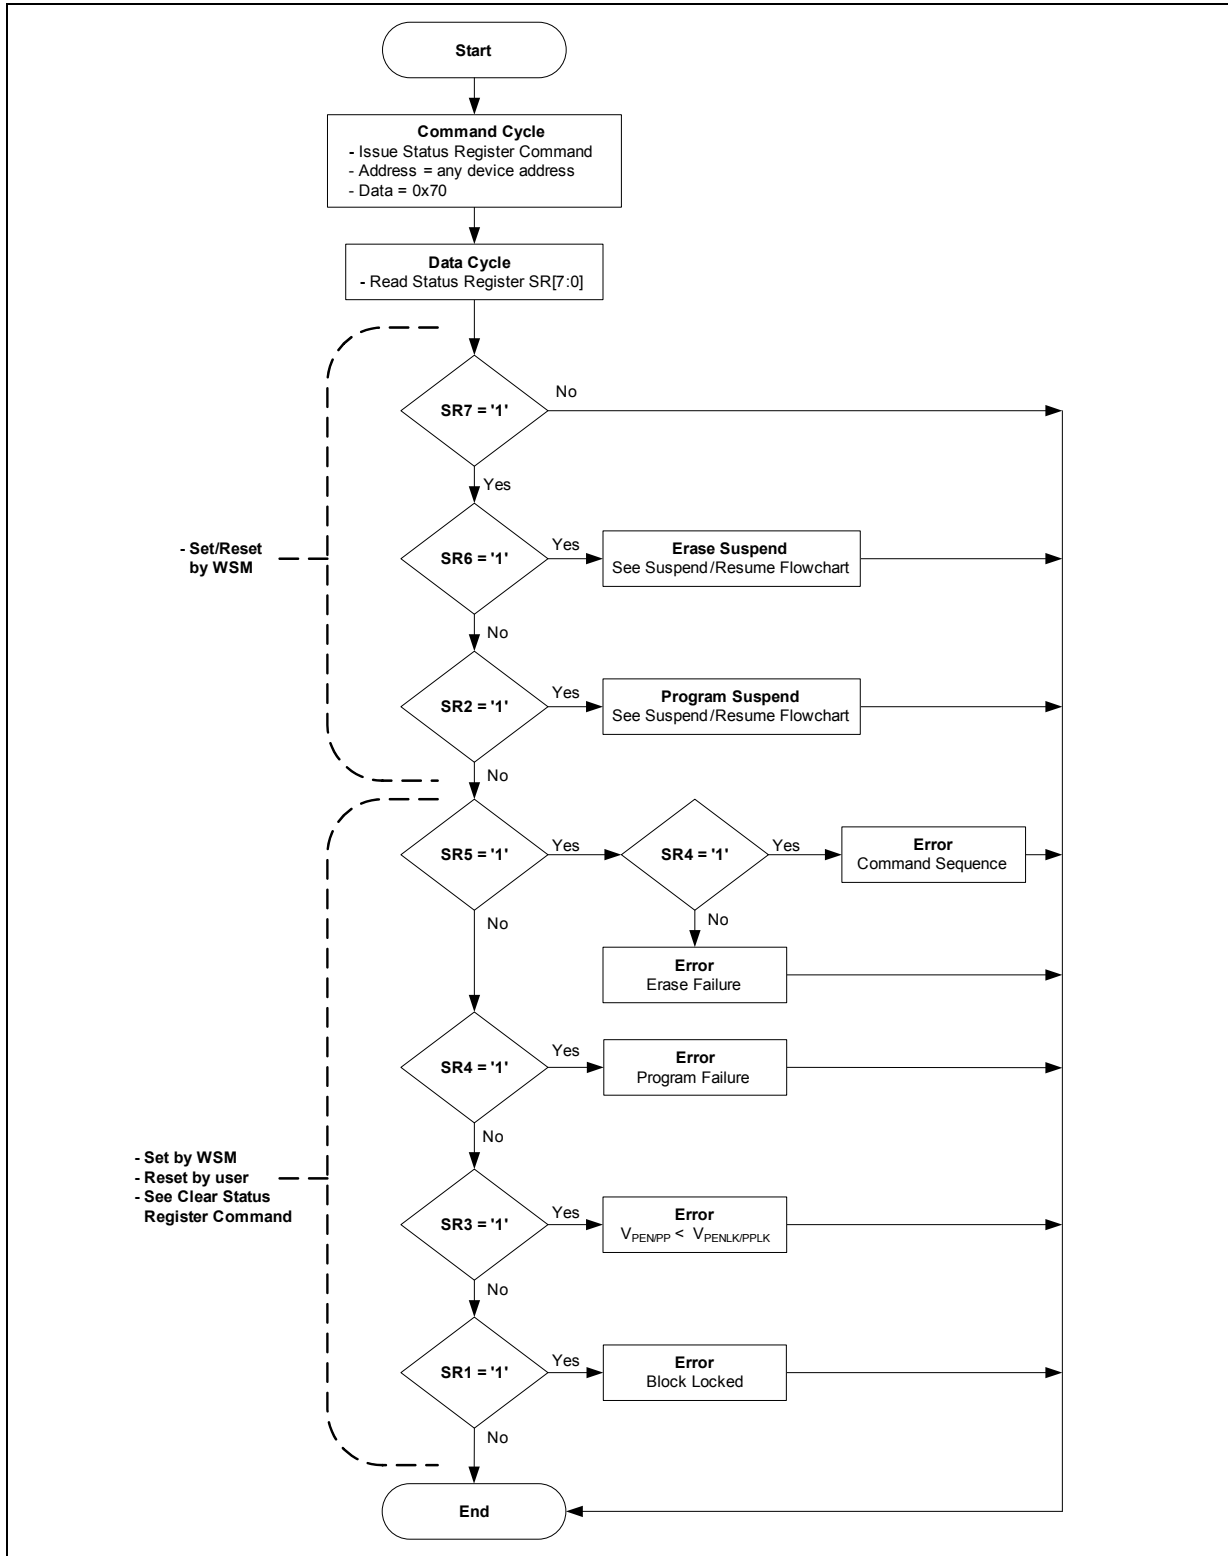 Start
Command Cycle
- Issue Status Register Command
- Address = any device address
- Data = 0x70
Data Cycle
- Read Status Register SR[7:0]
SR7 = '1'
No
Yes
- Set/Reset
by WSM
SR6 = '1'
Yes
Erase Suspend
See Suspend/Resume Flowchart
No
SR2 = '1'
Yes
Program Suspend
See Suspend/Resume Flowchart
No
SR5 = '1'
Yes
SR4 = '1'
Yes
Error
Command Sequence
No
No
Error
Erase Failure
SR4 = '1'
Yes
Error
Program Failure
No
- Set by WSM
- Reset by user
- See Clear Status
Register Command
SR3 = '1'
Yes
Error
VPEN/PP < VPENLK/PPLK
No
SR1 = '1'
Yes
Error
Block Locked
No
End